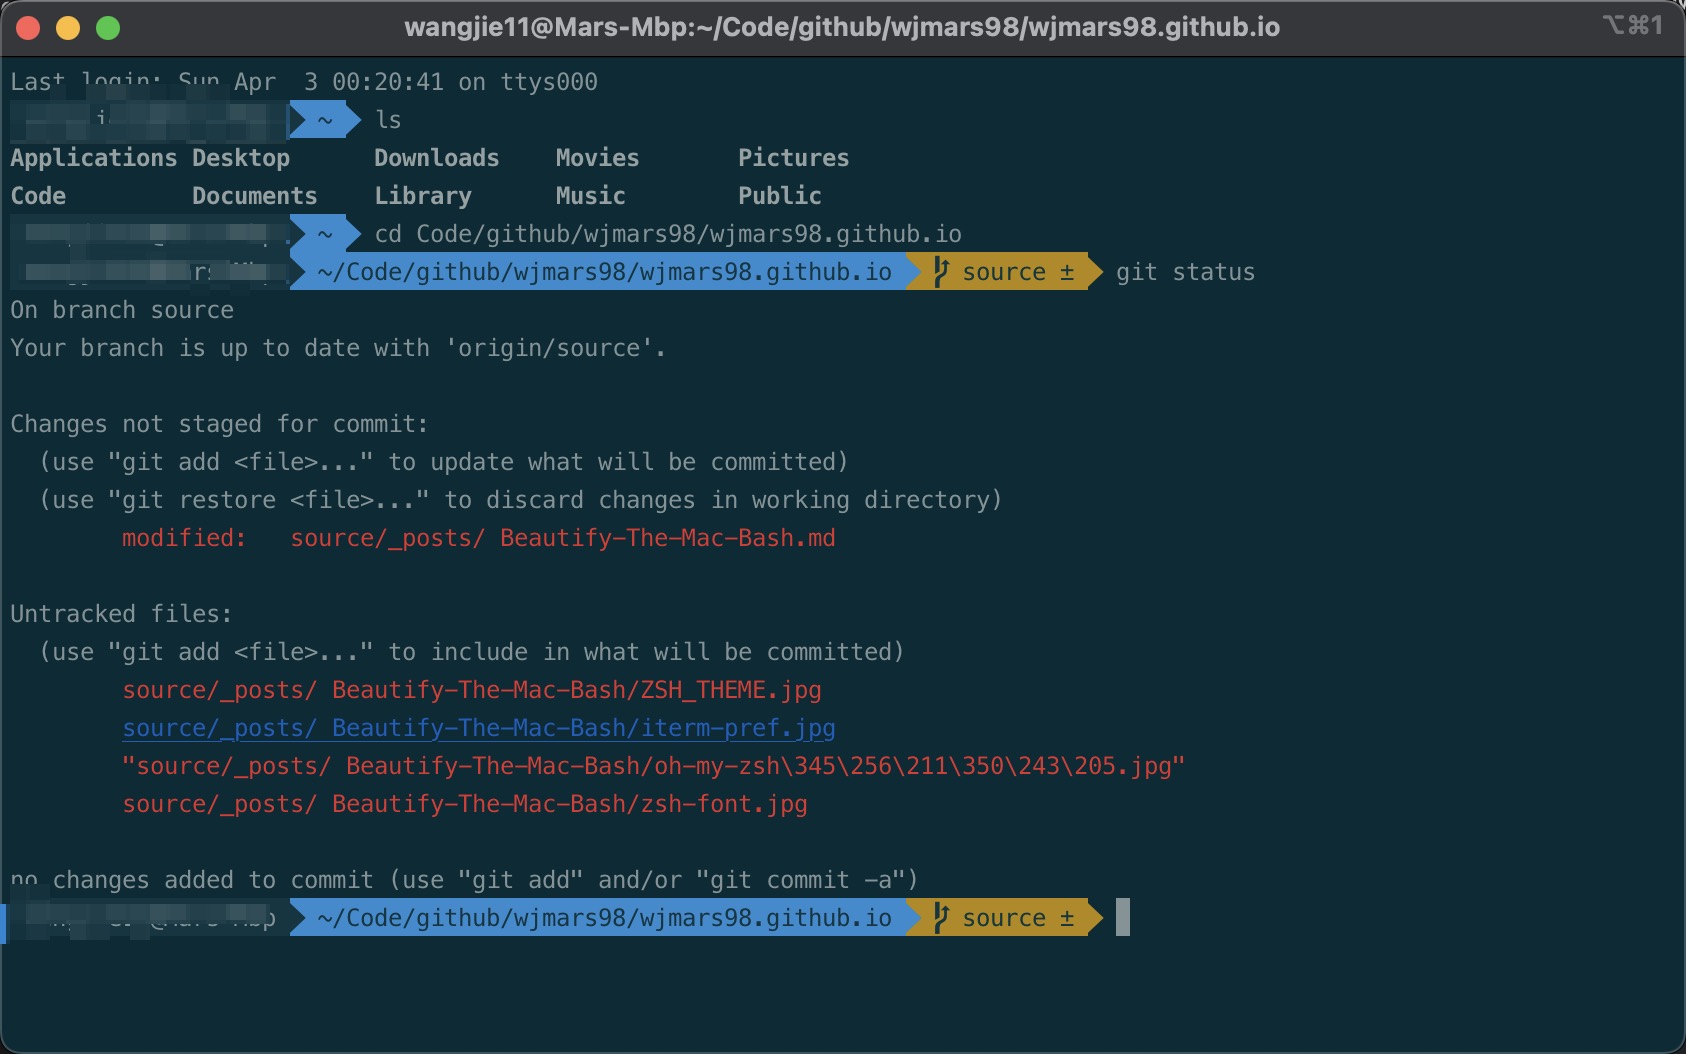 wangjie11@Mars-Mbp:~/Code/github/wjmars98/wjmars98.github.io
⌥⌘1
Last login: Sun Apr  3 00:20:41 on ttys000
~ ls
Applications Desktop Downloads Movies Pictures
Code Documents Library Music Public
~ cd Code/github/wjmars98/wjmars98.github.io
~/Code/github/wjmars98/wjmars98.github.io source ± git status
On branch source
Your branch is up to date with 'origin/source'.
Changes not staged for commit:
(use "git add <file>..." to update what will be committed)
(use "git restore <file>..." to discard changes in working directory)
modified:   source/_posts/ Beautify-The-Mac-Bash.md
Untracked files:
(use "git add <file>..." to include in what will be committed)
source/_posts/ Beautify-The-Mac-Bash/ZSH_THEME.jpg
source/_posts/ Beautify-The-Mac-Bash/iterm-pref.jpg
"source/_posts/ Beautify-The-Mac-Bash/oh-my-zsh\345\256\211\350\243\205.jpg"
source/_posts/ Beautify-The-Mac-Bash/zsh-font.jpg
no changes added to commit (use "git add" and/or "git commit -a")
~/Code/github/wjmars98/wjmars98.github.io source ±